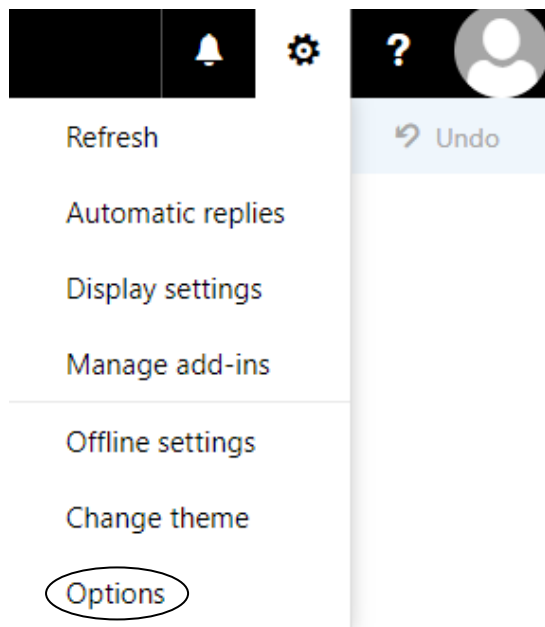 ?
Refresh
Undo
Automatic replies
Display settings
Manage add-ins
Offline settings
Change theme
Options